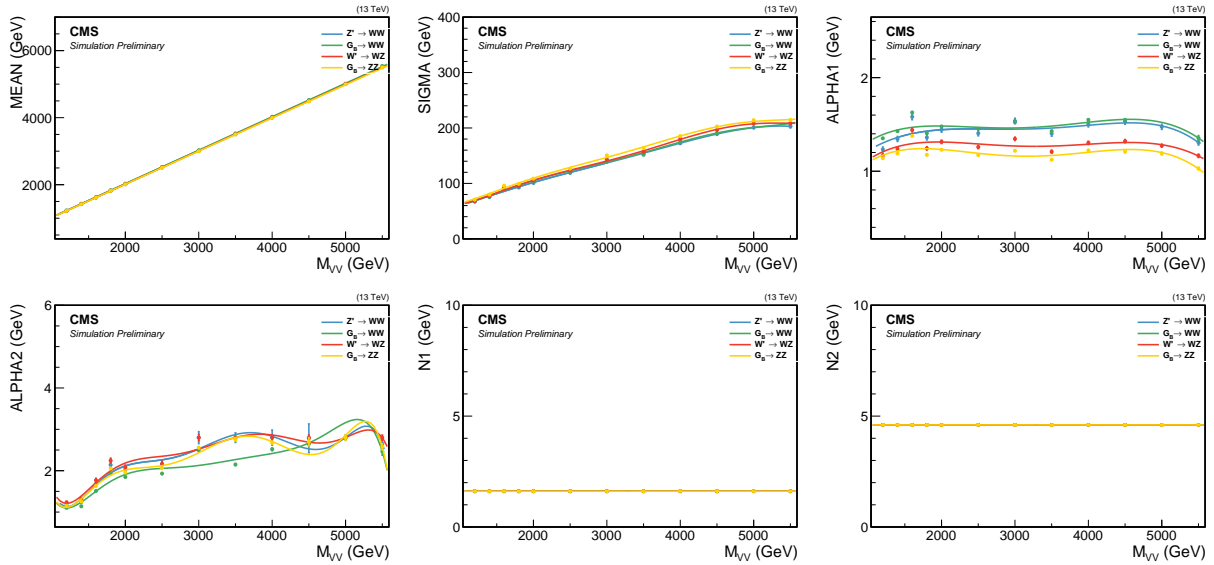 (13 TeV)
MEAN (GeV)
CMS
Simulation Preliminary
Z' → WW
G_B → WW
W' → WZ
G_B → ZZ
6000
4000
2000
2000 3000 4000 5000
M_VV (GeV)
(13 TeV)
SIGMA (GeV)
CMS
Simulation Preliminary
Z' → WW
G_B → WW
W' → WZ
G_B → ZZ
400
300
200
100
0
2000 3000 4000 5000
M_VV (GeV)
(13 TeV)
ALPHA1 (GeV)
CMS
Simulation Preliminary
Z' → WW
G_B → WW
W' → WZ
G_B → ZZ
2
1
2000 3000 4000 5000
M_VV (GeV)
(13 TeV)
ALPHA2 (GeV)
CMS
Simulation Preliminary
Z' → WW
G_B → WW
W' → WZ
G_B → ZZ
6
4
2
2000 3000 4000 5000
M_VV (GeV)
(13 TeV)
N1 (GeV)
CMS
Simulation Preliminary
Z' → WW
G_B → WW
W' → WZ
G_B → ZZ
10
5
0
2000 3000 4000 5000
M_VV (GeV)
(13 TeV)
N2 (GeV)
CMS
Simulation Preliminary
Z' → WW
G_B → WW
W' → WZ
G_B → ZZ
10
5
0
2000 3000 4000 5000
M_VV (GeV)